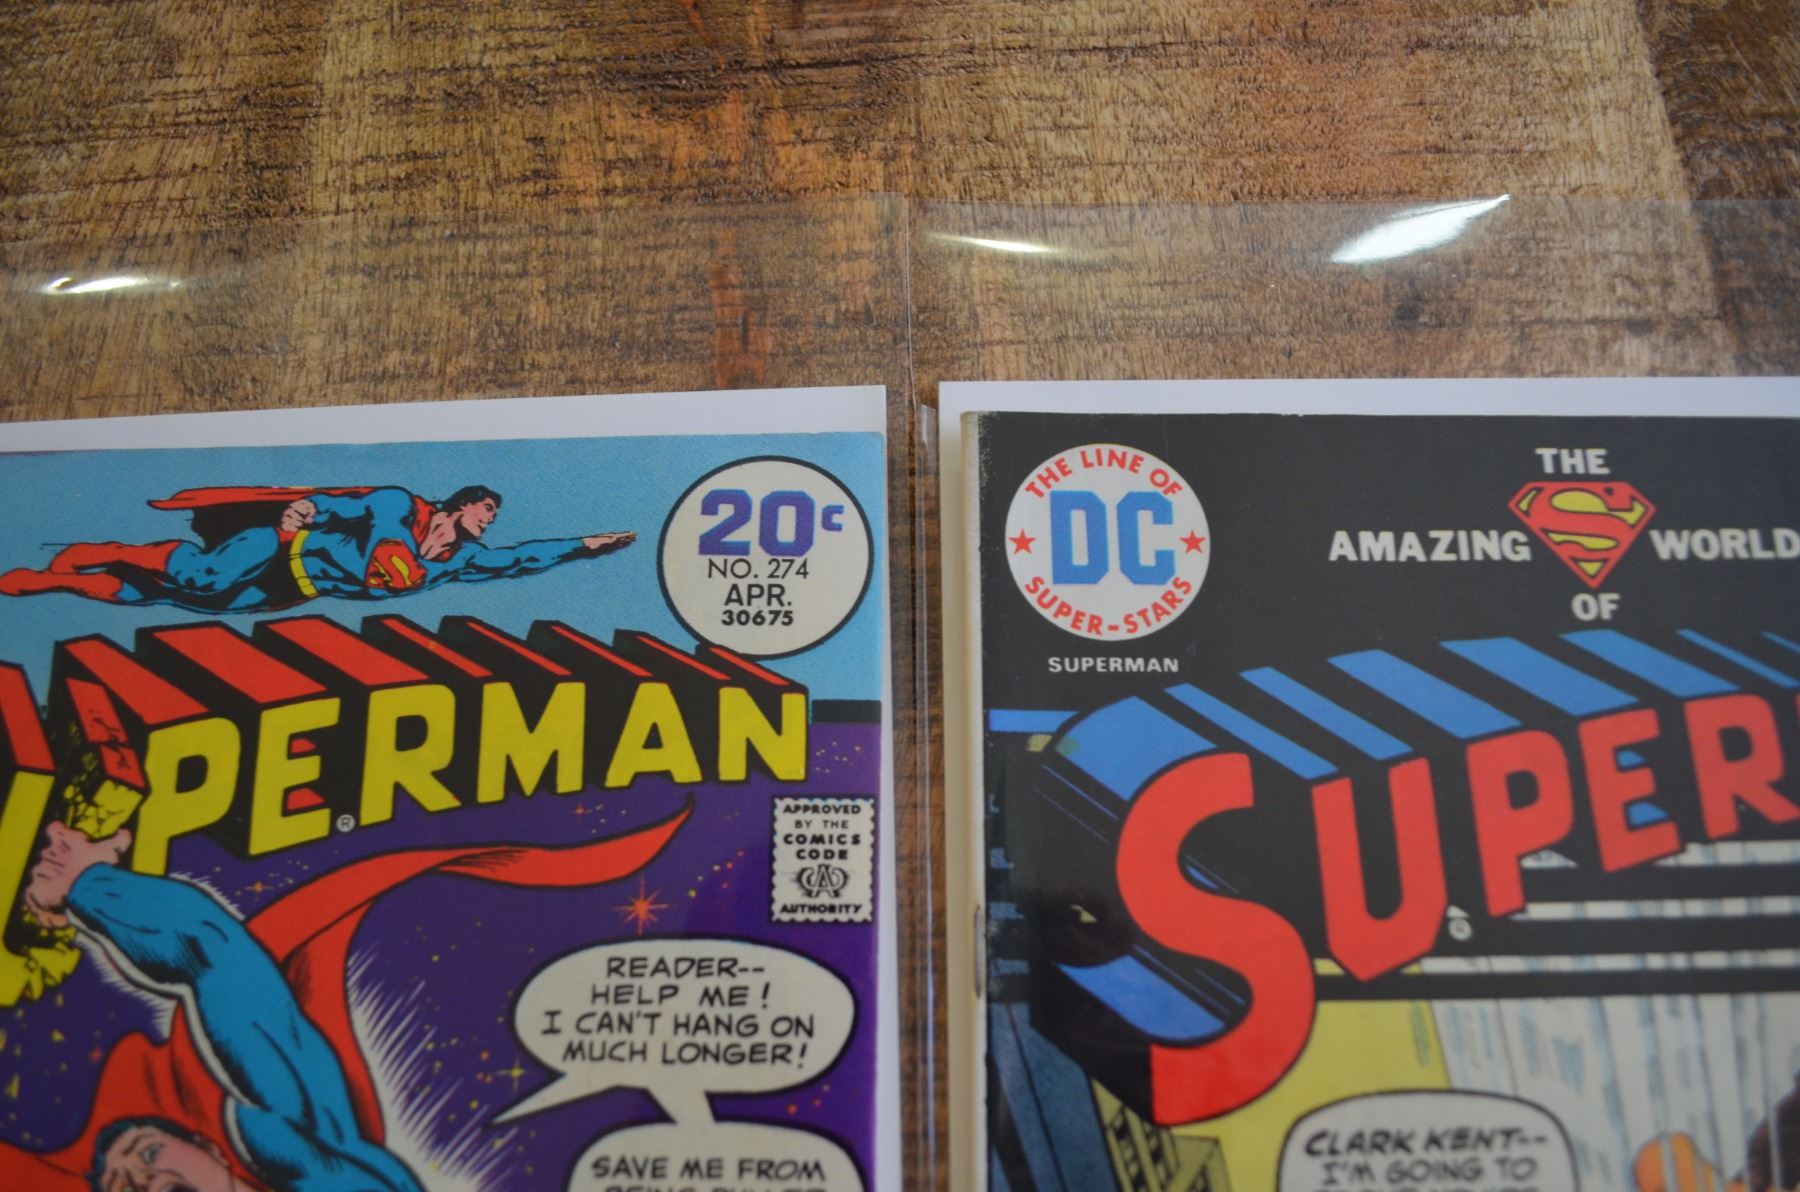 20¢
NO. 274
APR.
30675
SUPERMAN
®
APPROVED
BY THE
COMICS
CODE
CA
AUTHORITY
READER--
HELP ME!
I CAN'T HANG ON
MUCH LONGER!
SAVE ME FROM
THE LINE OF
DC
SUPER-STARS
SUPERMAN
THE
AMAZING S WORLD
OF
SUPER
CLARK KENT--
I'M GOING TO